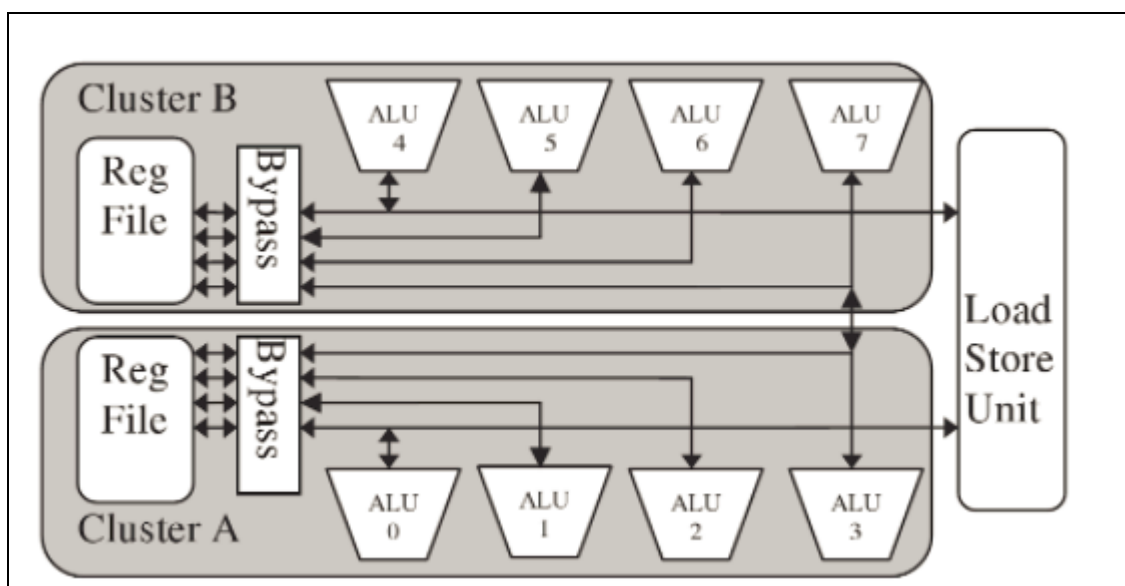 Cluster B
ALU
4
ALU
5
ALU
6
ALU
7
Reg
File
Bypass
Load
Store
Unit
Reg
File
Bypass
ALU
0
ALU
1
ALU
2
ALU
3
Cluster A